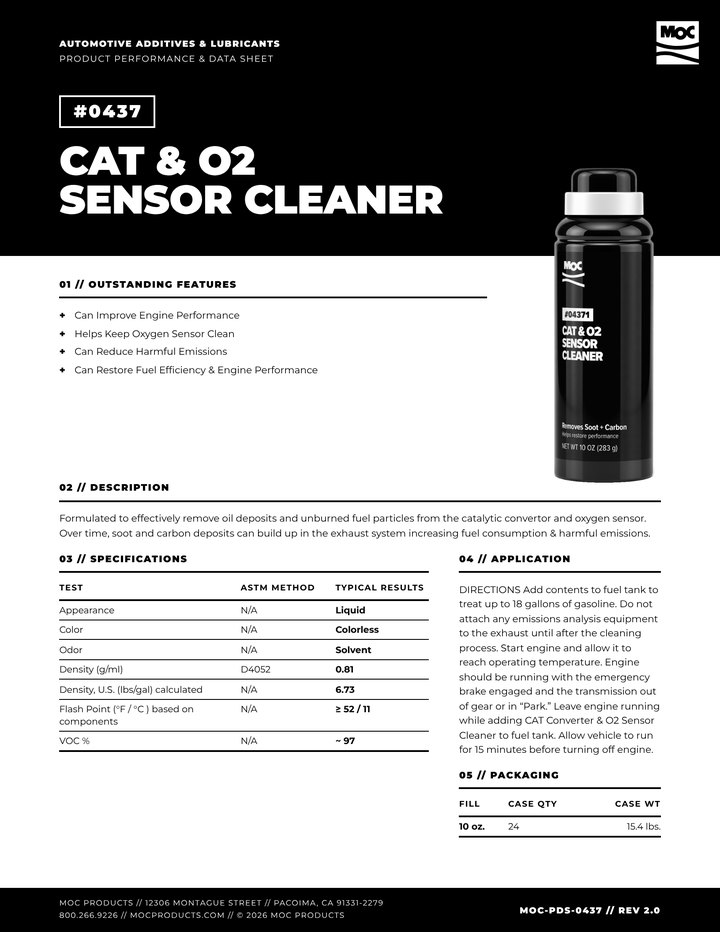 AUTOMOTIVE ADDITIVES & LUBRICANTS
PRODUCT PERFORMANCE & DATA SHEET
MOC
#0437
CAT & O2
SENSOR CLEANER
MOC
#04371
CAT & O2
SENSOR
CLEANER
Removes Soot + Carbon
Helps restore performance
NET WT 10 OZ (283 g)
01 // OUTSTANDING FEATURES
+ Can Improve Engine Performance
+ Helps Keep Oxygen Sensor Clean
+ Can Reduce Harmful Emissions
+ Can Restore Fuel Efficiency & Engine Performance
02 // DESCRIPTION
Formulated to effectively remove oil deposits and unburned fuel particles from the catalytic convertor and oxygen sensor.
Over time, soot and carbon deposits can build up in the exhaust system increasing fuel consumption & harmful emissions.
03 // SPECIFICATIONS
TEST ASTM METHOD TYPICAL RESULTS
Appearance N/A Liquid
Color N/A Colorless
Odor N/A Solvent
Density (g/ml) D4052 0.81
Density, U.S. (lbs/gal) calculated N/A 6.73
Flash Point (°F / °C ) based on N/A ≥ 52 / 11
components
VOC % N/A ~ 97
04 // APPLICATION
DIRECTIONS Add contents to fuel tank to
treat up to 18 gallons of gasoline. Do not
attach any emissions analysis equipment
to the exhaust until after the cleaning
process. Start engine and allow it to
reach operating temperature. Engine
should be running with the emergency
brake engaged and the transmission out
of gear or in “Park.” Leave engine running
while adding CAT Converter & O2 Sensor
Cleaner to fuel tank. Allow vehicle to run
for 15 minutes before turning off engine.
05 // PACKAGING
FILL CASE QTY CASE WT
10 oz. 24 15.4 lbs.
MOC PRODUCTS // 12306 MONTAGUE STREET // PACOIMA, CA 91331-2279
800.266.9226 // MOCPRODUCTS.COM // © 2026 MOC PRODUCTS
MOC-PDS-0437 // REV 2.0